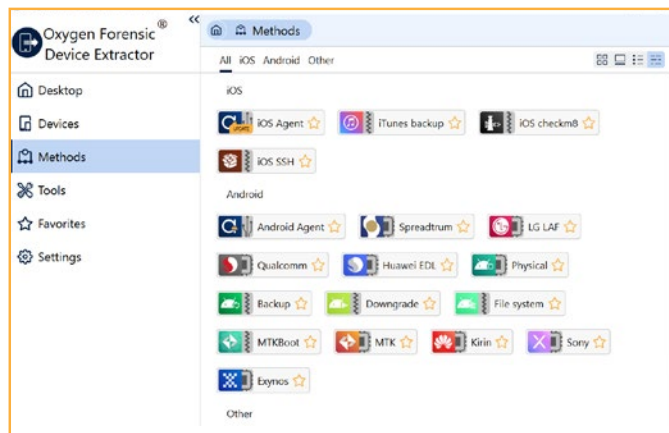 Oxygen Forensic ®
Device Extractor
«
Desktop
Devices
Methods
Tools
Favorites
Settings
Methods
All iOS Android Other
iOS
iOS Agent iTunes backup iOS checkm8
iOS SSH
Android
Android Agent Spreadtrum LG LAF
Qualcomm Huawei EDL Physical
Backup Downgrade File system
MTKBoot MTK Kirin Sony
Exynos
Other